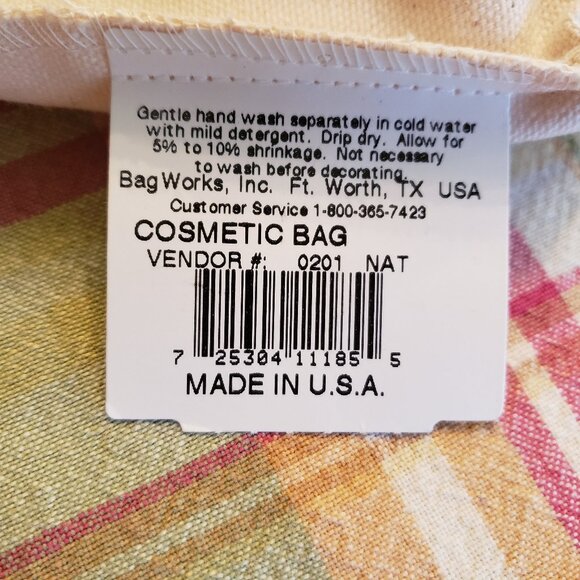 Gentle hand wash separately in cold water
with mild detergent. Drip dry. Allow for
5% to 10% shrinkage. Not necessary
to wash before decorating.
BagWorks, Inc. Ft. Worth, TX USA
Customer Service 1-800-365-7423
COSMETIC BAG
VENDOR #: 0201 NAT
7 25304 11185 5
MADE IN U.S.A.